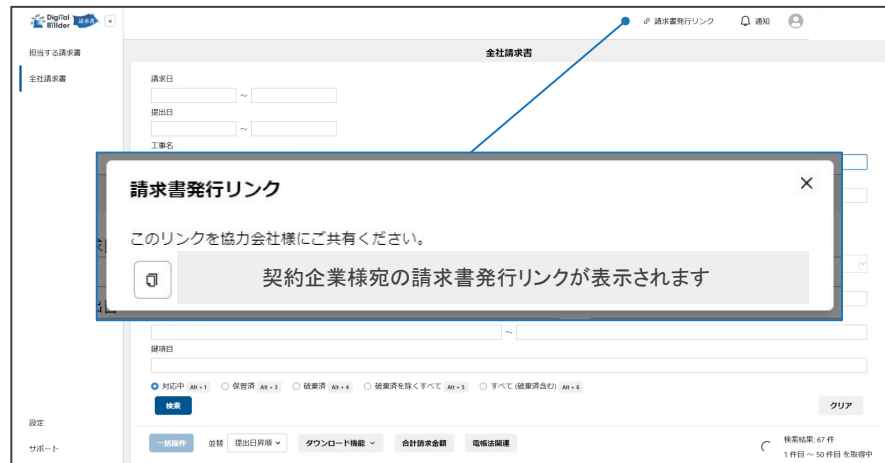 Digital Billder 請求書
請求書発行リンク
通知
担当する請求書
全社請求書
全社請求書
請求日
～
提出日
～
工事名
請求書発行リンク
このリンクを協力会社様にご共有ください。
契約企業様宛の請求書発行リンクが表示されます
～
鍵項目
対応中 Alt + 1 保管済 Alt + 3 破棄済 Alt + 4 破棄済を除くすべて Alt + 5 すべて (破棄済含む) Alt + 6
検索
クリア
設定
サポート
一括操作 並替 提出日昇順 ダウンロード機能 合計請求金額 電帳法関連
検索結果: 67 件
1 件目 ～ 50 件目 を取得中